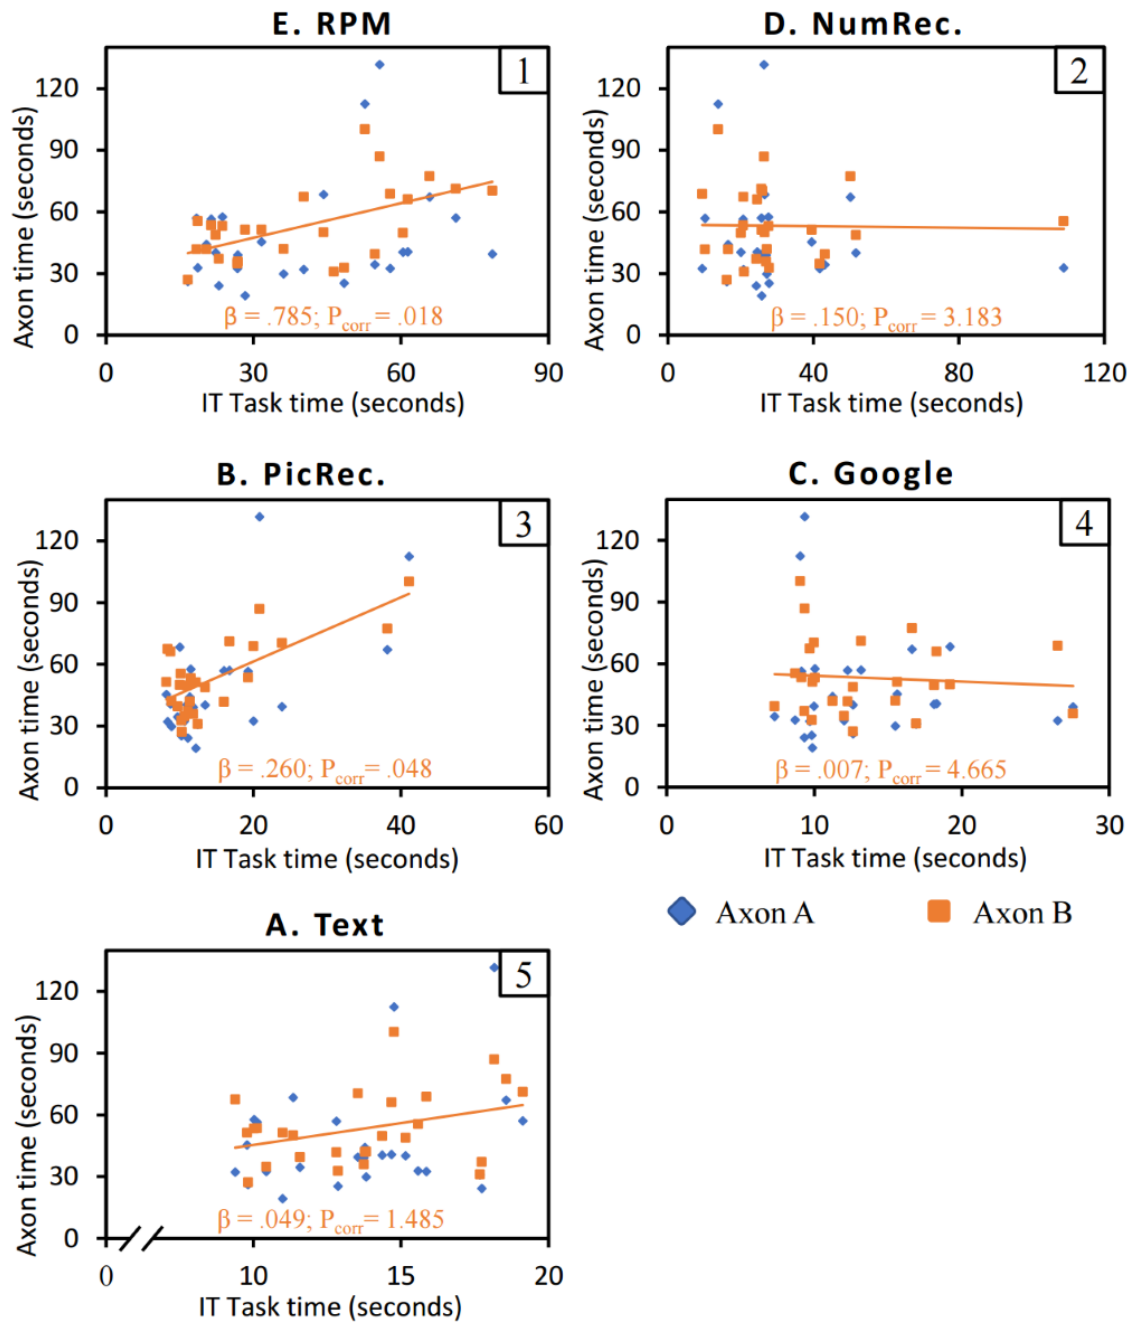 E. RPM
1
120
90
60
30
0
Axon time (seconds)
β = .785; Pcorr = .018
0 30 60 90
IT Task time (seconds)
D. NumRec.
2
120
90
60
30
0
Axon time (seconds)
β = .150; Pcorr = 3.183
0 40 80 120
IT Task time (seconds)
B. PicRec.
3
120
90
60
30
0
Axon time (seconds)
β = .260; Pcorr= .048
0 20 40 60
IT Task time (seconds)
C. Google
4
120
90
60
30
0
Axon time (seconds)
β = .007; Pcorr = 4.665
0 10 20 30
IT Task time (seconds)
Axon A Axon B
A. Text
5
120
90
60
30
0
Axon time (seconds)
β = .049; Pcorr= 1.485
0 10 15 20
IT Task time (seconds)